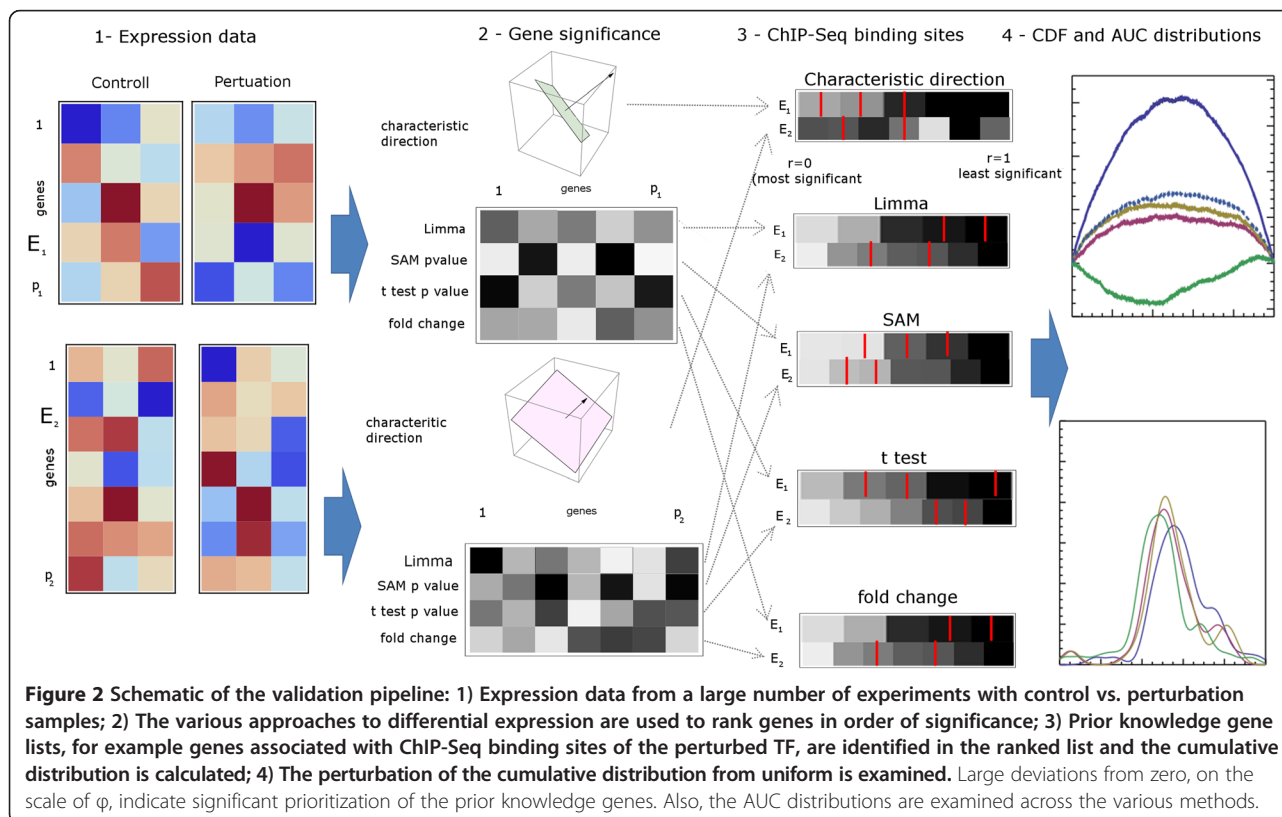 1- Expression data
2 - Gene significance
3 - ChIP-Seq binding sites
4 - CDF and AUC distributions
Controll
Pertuation
1
genes
E1
p1
1
E2
genes
p2
characteristic
direction
1 genes p1
Limma
SAM pvalue
t test p value
fold change
characteritic
direction
1 genes p2
Limma
SAM p value
t test p value
fold change
Characteristic direction
E1
E2
r=0
(most significant
r=1
least significant
Limma
E1
E2
SAM
E1
E2
t test
E1
E2
fold change
E1
E2
Figure 2 Schematic of the validation pipeline: 1) Expression data from a large number of experiments with control vs. perturbation
samples; 2) The various approaches to differential expression are used to rank genes in order of significance; 3) Prior knowledge gene
lists, for example genes associated with ChIP-Seq binding sites of the perturbed TF, are identified in the ranked list and the cumulative
distribution is calculated; 4) The perturbation of the cumulative distribution from uniform is examined. Large deviations from zero, on the
scale of φ, indicate significant prioritization of the prior knowledge genes. Also, the AUC distributions are examined across the various methods.